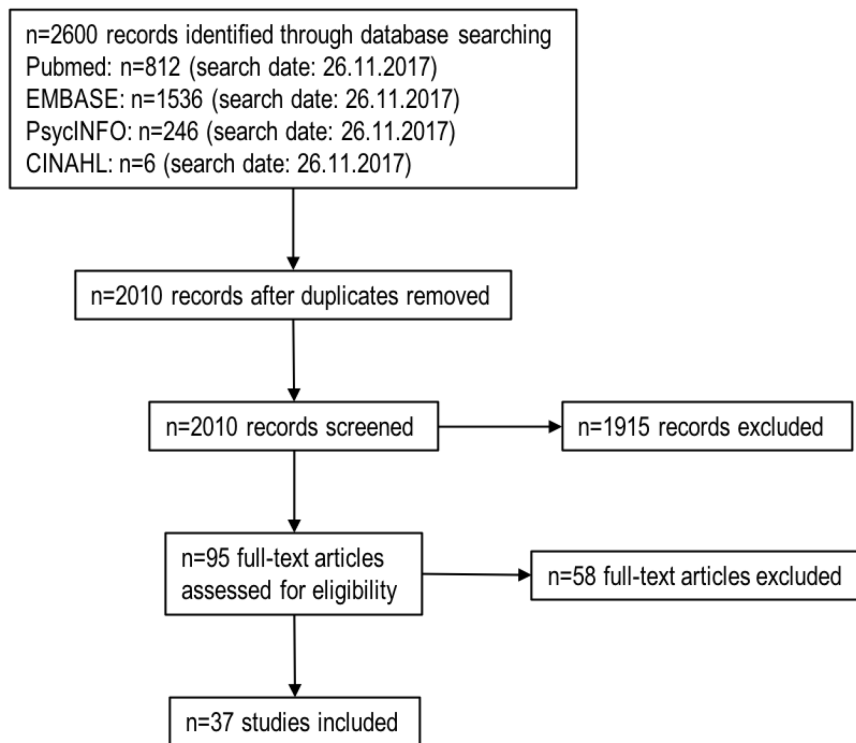 n=2600 records identified through database searching
Pubmed: n=812 (search date: 26.11.2017)
EMBASE: n=1536 (search date: 26.11.2017)
PsycINFO: n=246 (search date: 26.11.2017)
CINAHL: n=6 (search date: 26.11.2017)
n=2010 records after duplicates removed
n=2010 records screened
n=1915 records excluded
n=95 full-text articles
assessed for eligibility
n=58 full-text articles excluded
n=37 studies included